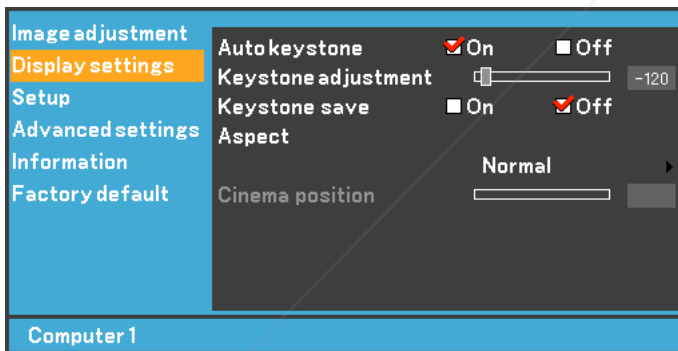 Image adjustment
Display settings
Setup
Advanced settings
Information
Factory default
Auto keystone On Off
Keystone adjustment -120
Keystone save On Off
Aspect
Normal
Cinema position
Computer 1